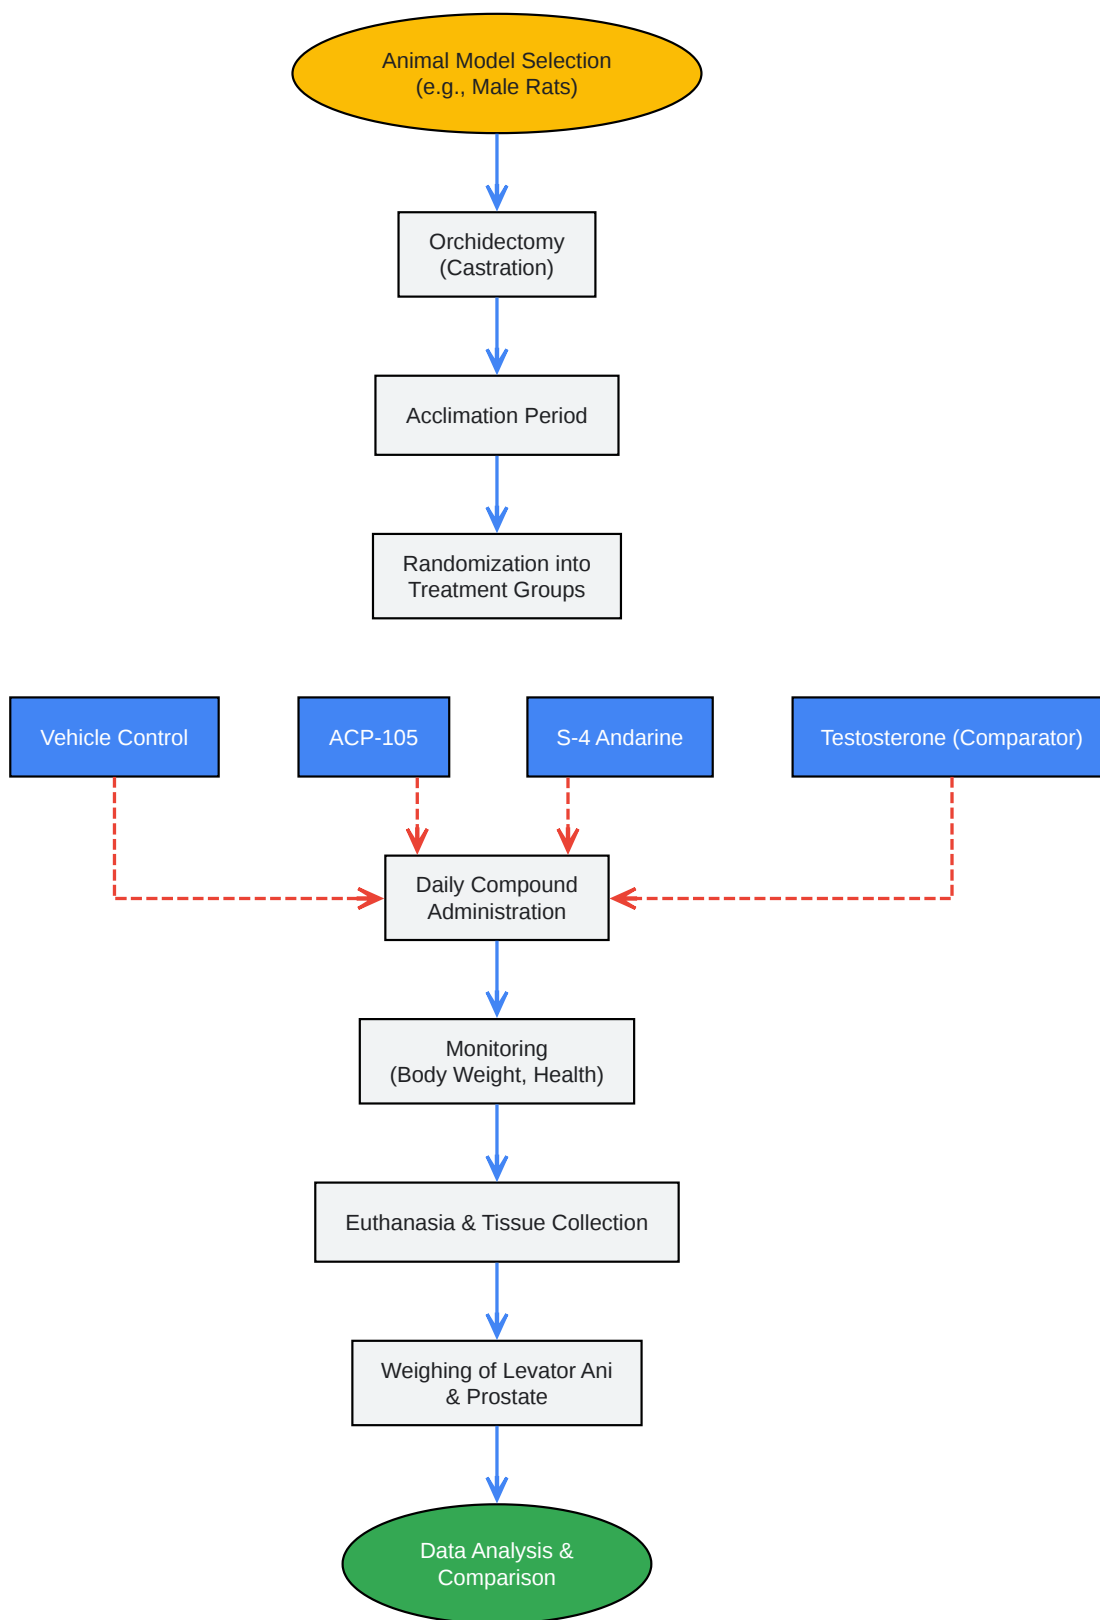 Animal Model Selection
(e.g., Male Rats)
Orchidectomy
(Castration)
Acclimation Period
Randomization into
Treatment Groups
Vehicle Control
ACP-105
S-4 Andarine
Testosterone (Comparator)
Daily Compound
Administration
Monitoring
(Body Weight, Health)
Euthanasia & Tissue Collection
Weighing of Levator Ani
& Prostate
Data Analysis &
Comparison